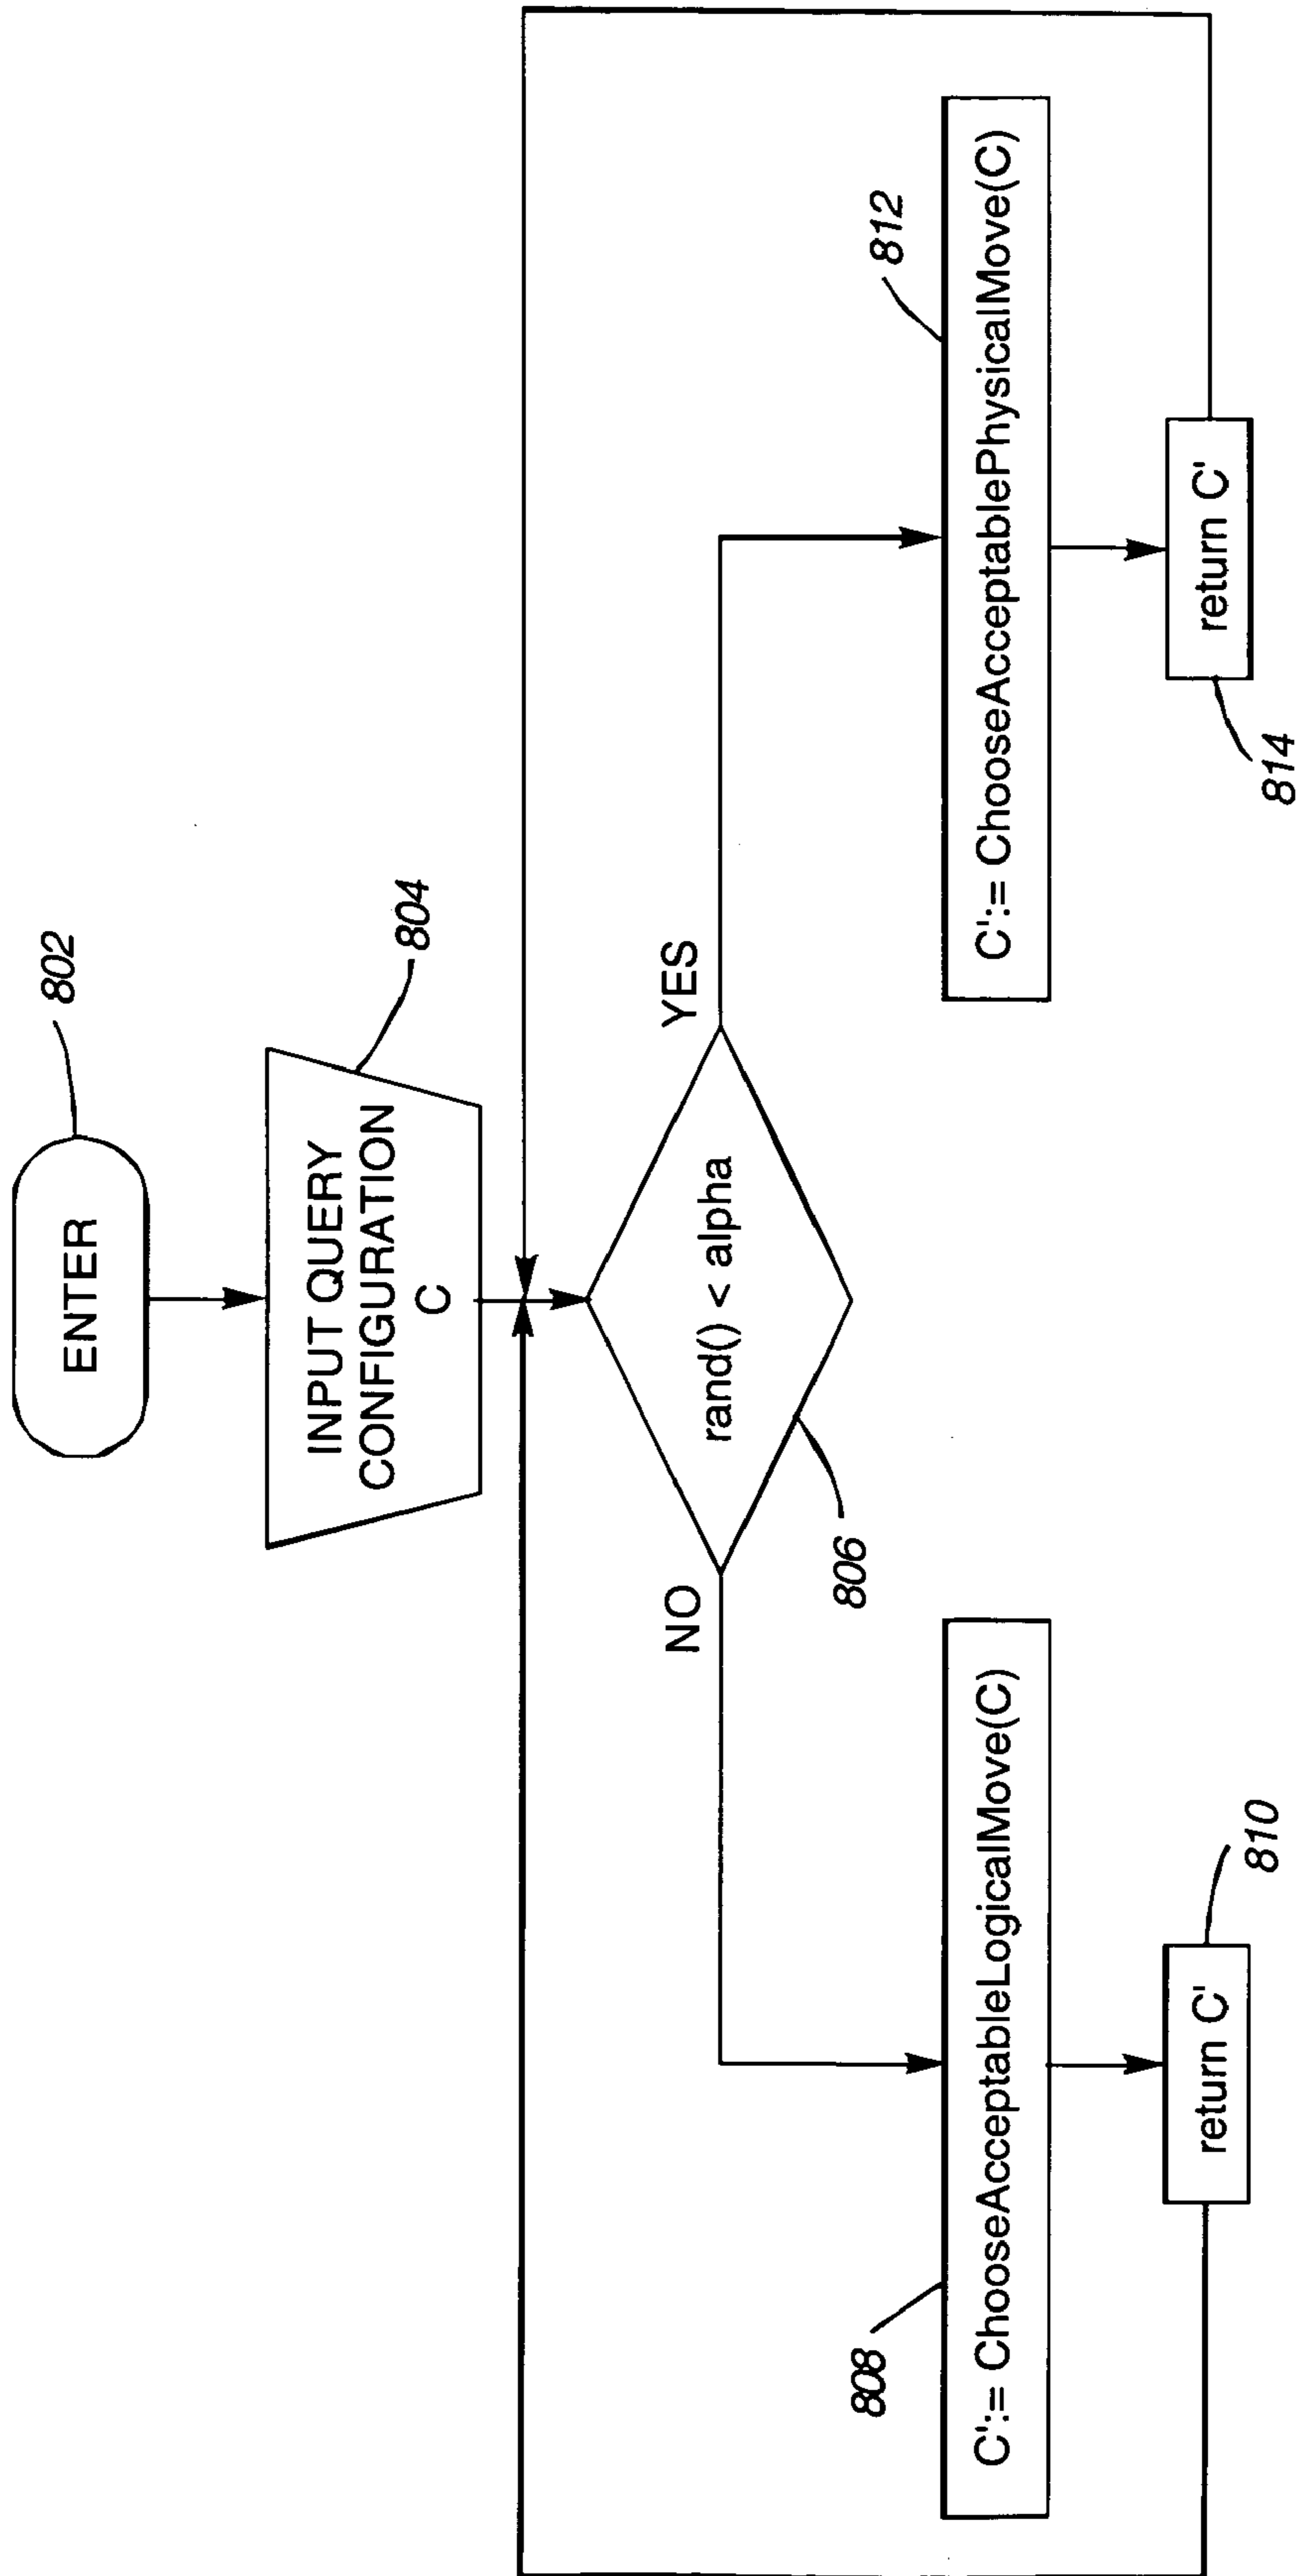 ENTER
802
INPUT QUERY
CONFIGURATION
C
804
rand() < alpha
806
NO
YES
808
C':= ChooseAcceptableLogicalMove(C)
812
C':= ChooseAcceptablePhysicalMove(C)
return C'
810
return C'
814